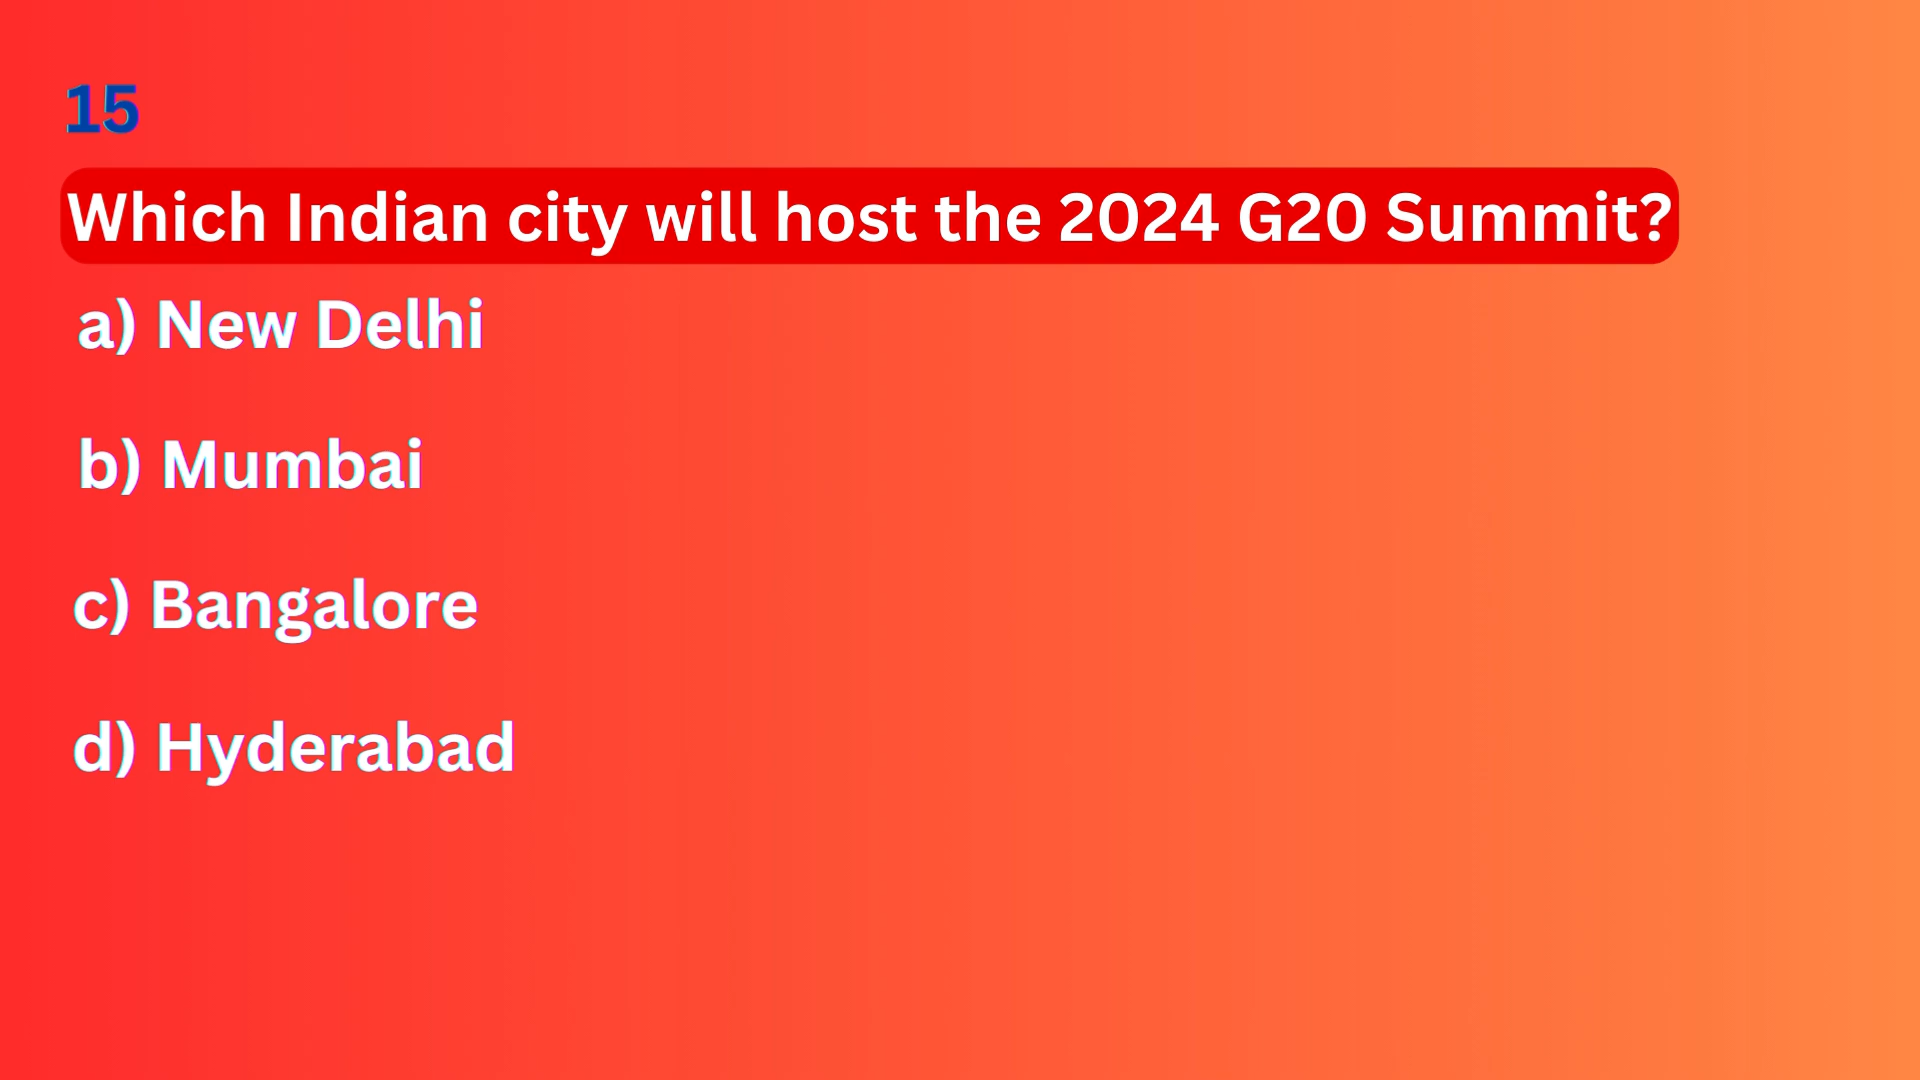 15
Which Indian city will host the 2024 G20 Summit?
a) New Delhi
b) Mumbai
c) Bangalore
d) Hyderabad